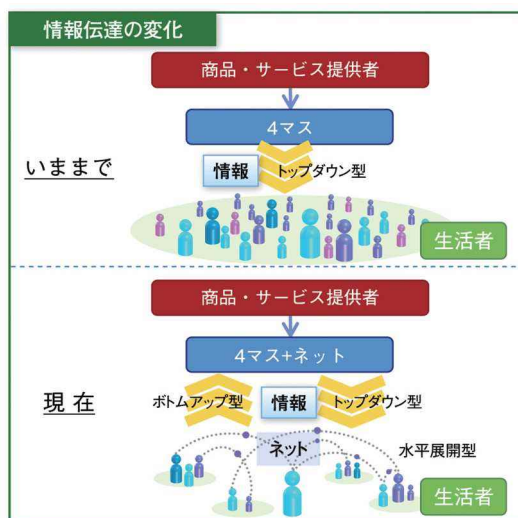 情報伝達の変化
商品・サービス提供者
4マス
いままで
情報
トップダウン型
生活者
商品・サービス提供者
4マス+ネット
現在
ボトムアップ型
情報
トップダウン型
ネット
水平展開型
生活者